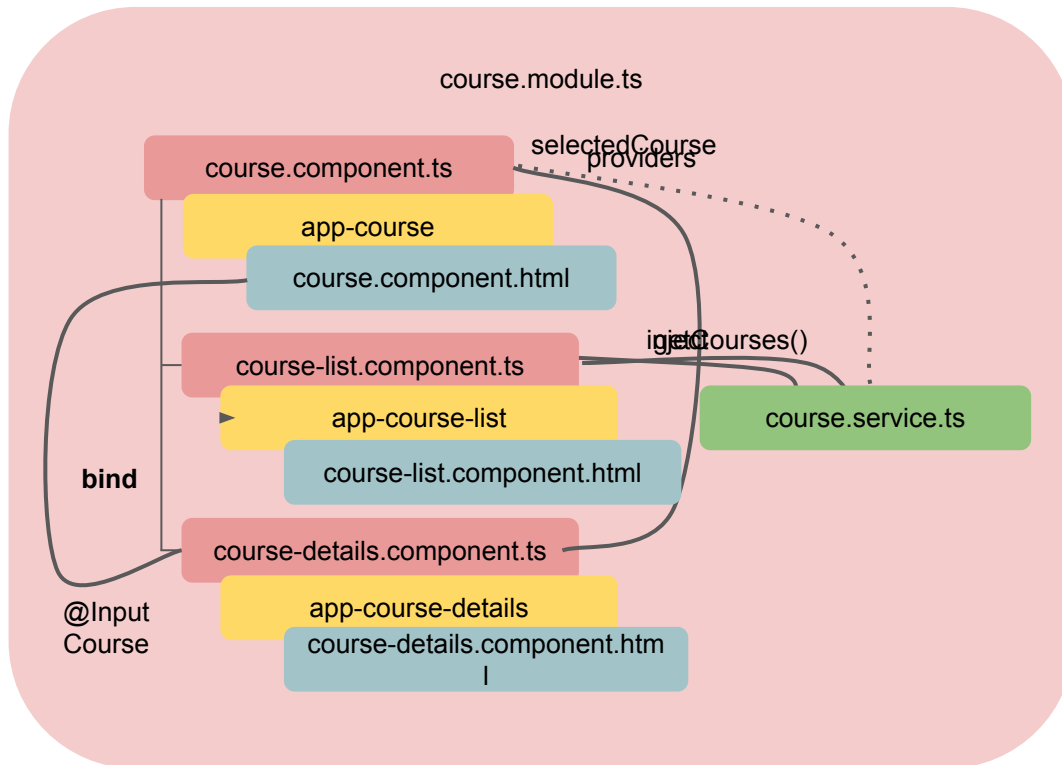 course.module.ts
selectedCourse
providers
course.component.ts
app-course
course.component.html
inject
getCourses()
course-list.component.ts
app-course-list
course.service.ts
course-list.component.html
bind
course-details.component.ts
@Input
Course
app-course-details
course-details.component.htm
l